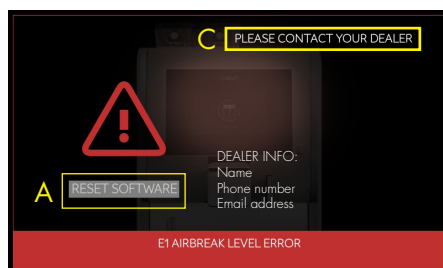 C PLEASE CONTACT YOUR DEALER
DEALER INFO:
Name
A RESET SOFTWARE Phone number
Email address
E1 AIRBREAK LEVEL ERROR